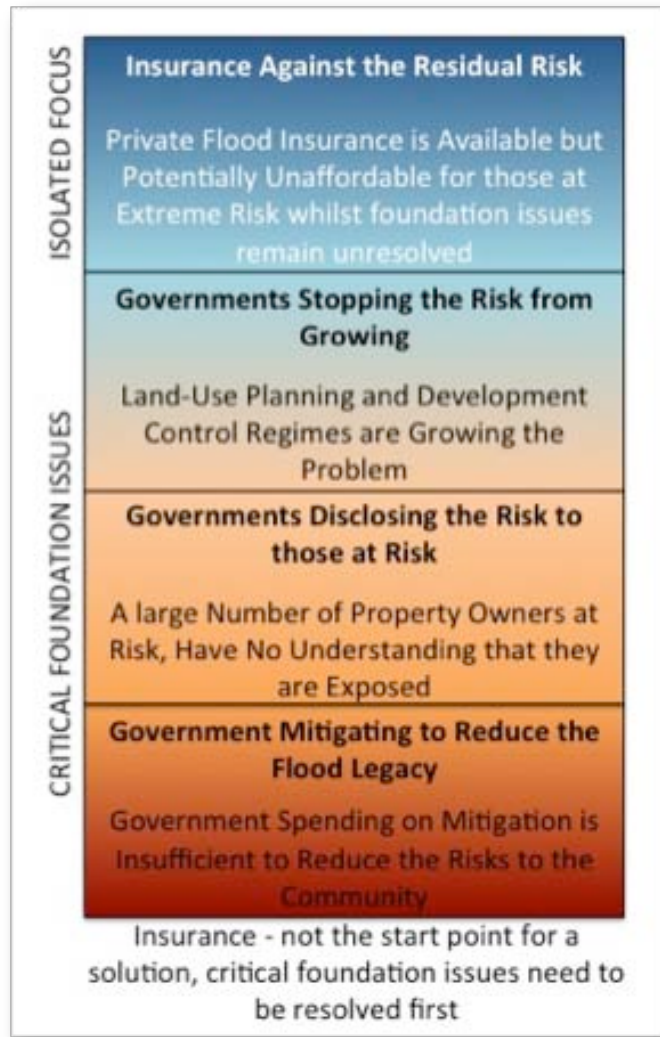 ISOLATED FOCUS
Insurance Against the Residual Risk
Private Flood Insurance is Available but
Potentially Unaffordable for those at
Extreme Risk whilst foundation issues
remain unresolved
CRITICAL FOUNDATION ISSUES
Governments Stopping the Risk from
Growing
Land-Use Planning and Development
Control Regimes are Growing the
Problem
Governments Disclosing the Risk to
those at Risk
A large Number of Property Owners at
Risk, Have No Understanding that they
are Exposed
Government Mitigating to Reduce the
Flood Legacy
Government Spending on Mitigation is
Insufficient to Reduce the Risks to the
Community
Insurance - not the start point for a
solution, critical foundation issues need to
be resolved first